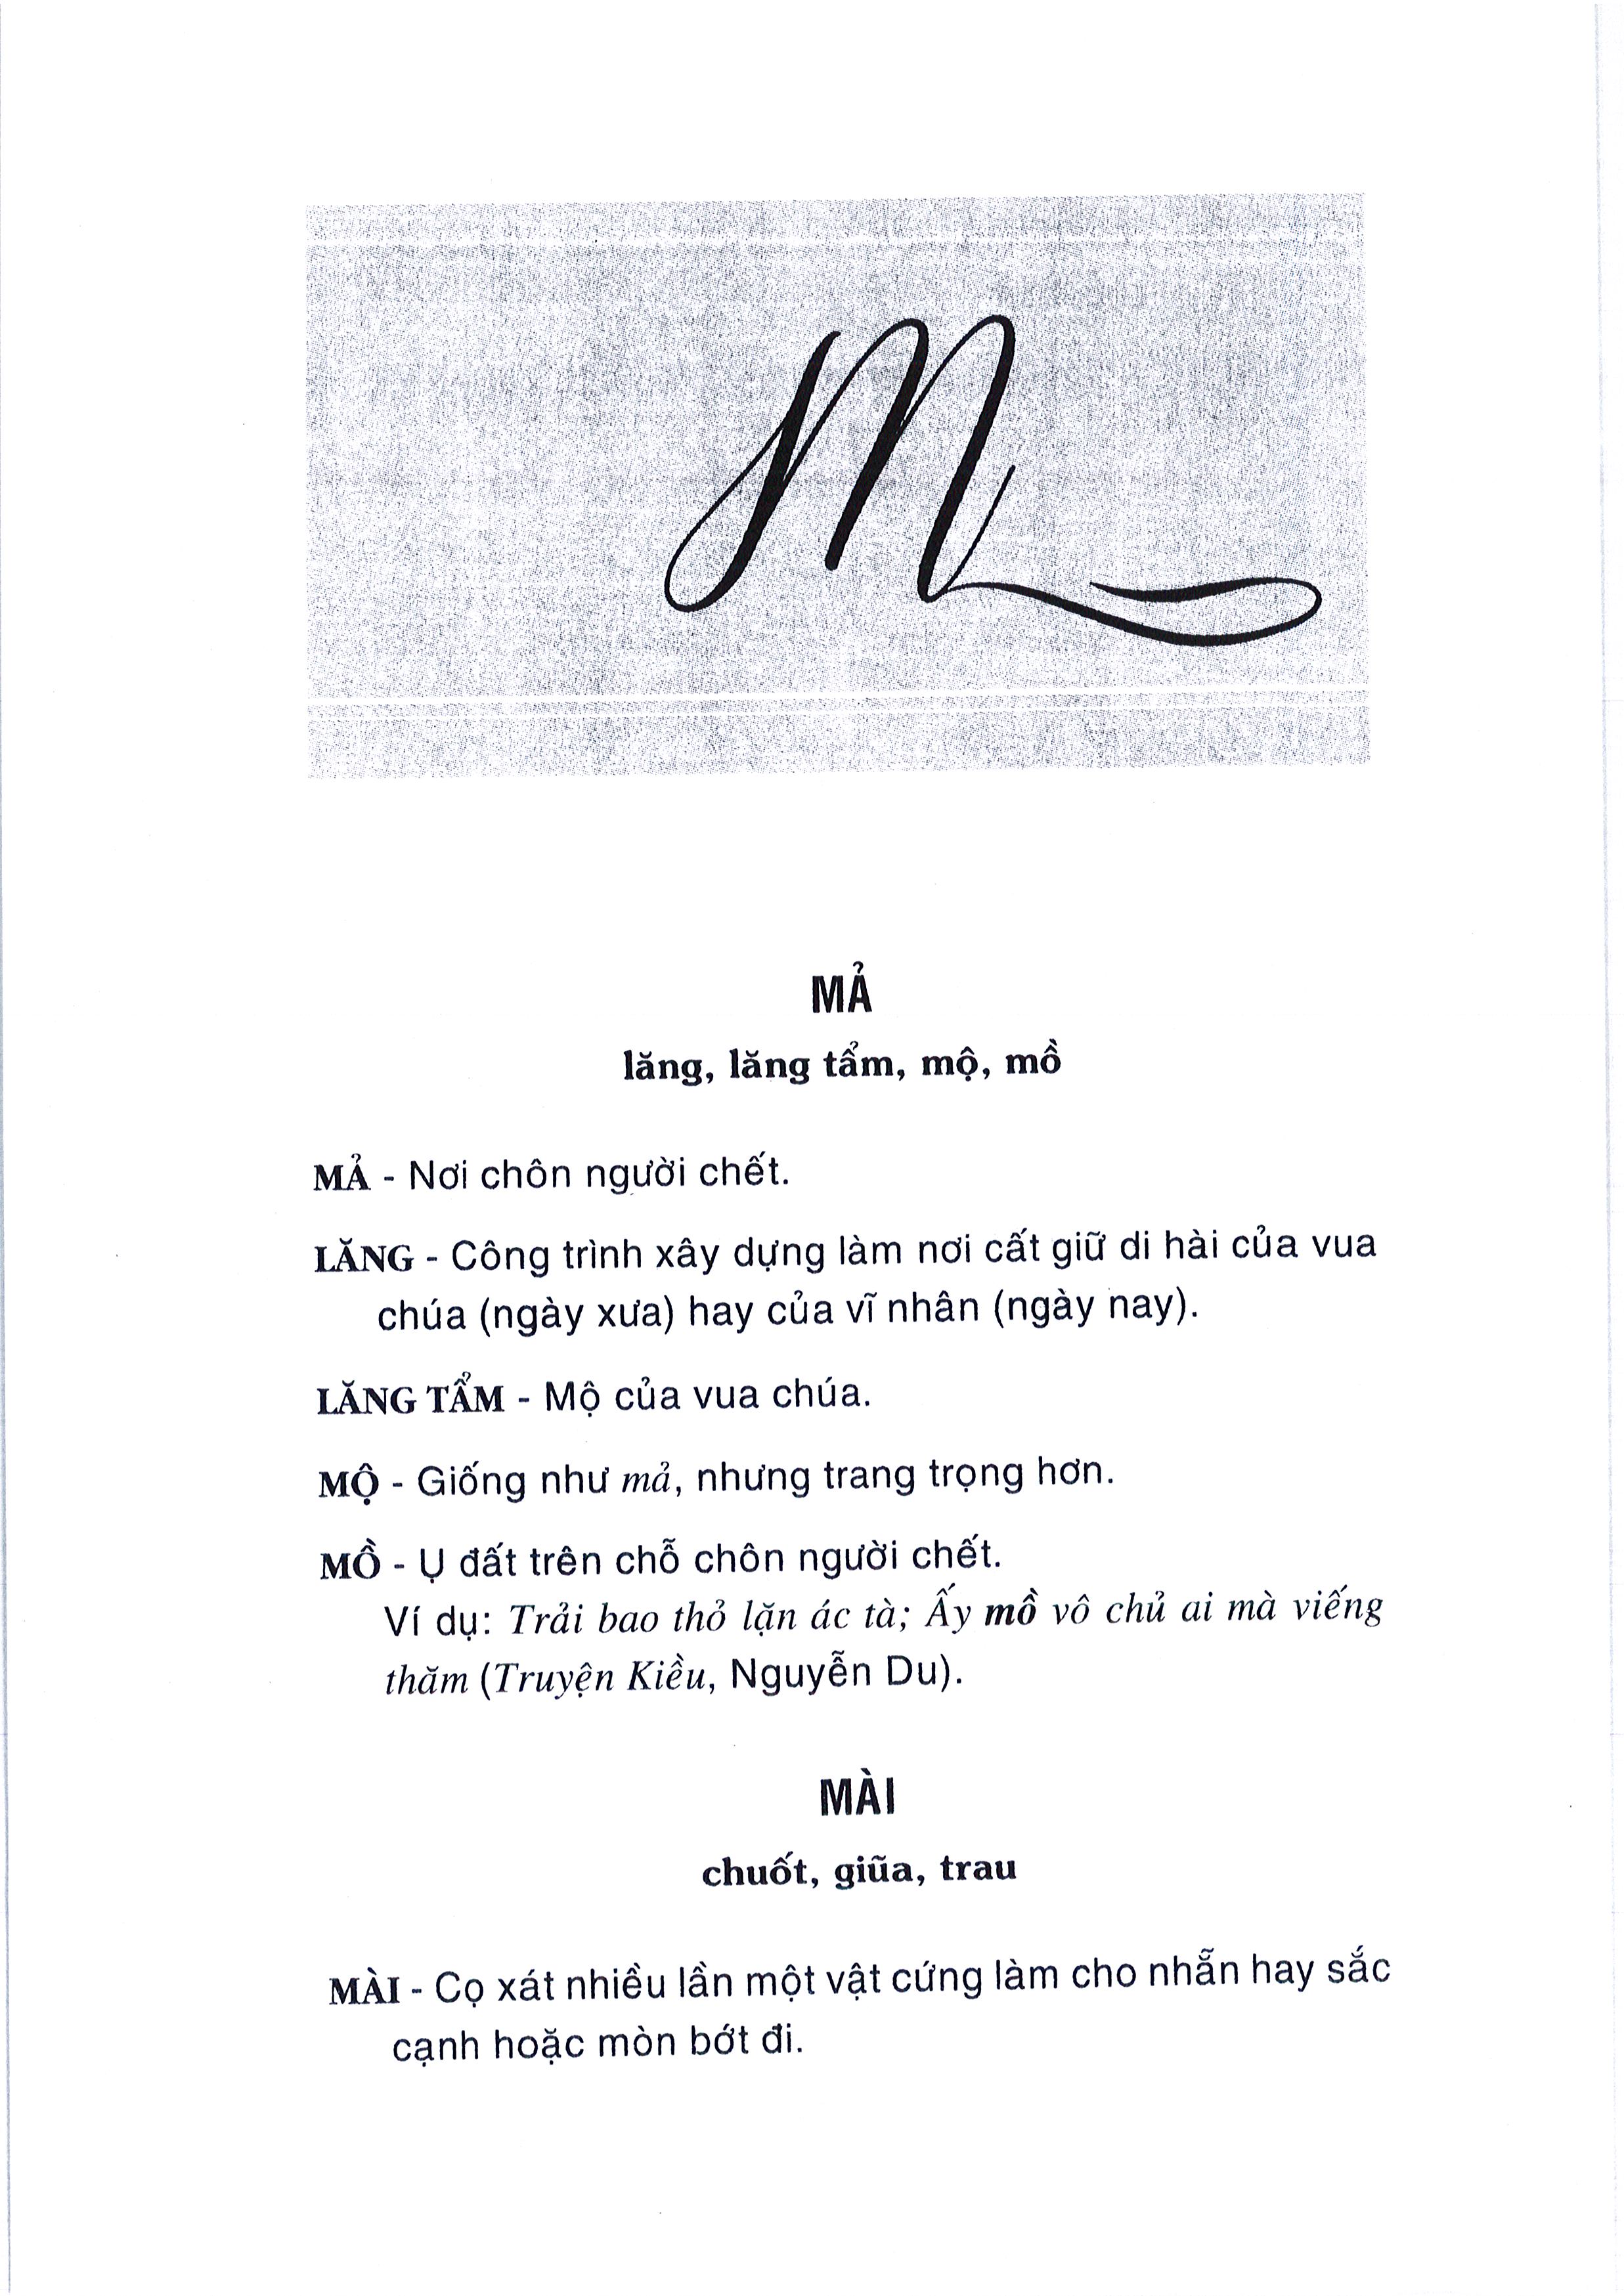 M
MẢ
lăng, lăng tẩm, mộ, mồ
MẢ - Nơi chôn người chết.
LĂNG - Công trình xây dựng làm nơi cất giữ di hài của vua
chúa (ngày xưa) hay của vĩ nhân (ngày nay).
LĂNG TẨM - Mộ của vua chúa.
MỘ - Giống như mả, nhưng trang trọng hơn.
MỒ - Ụ đất trên chỗ chôn người chết.
Ví dụ: Trải bao thỏ lặn ác tà; Ấy mồ vô chủ ai mà viếng
thăm (Truyện Kiều, Nguyễn Du).
MÀI
chuốt, giũa, trau
MÀI - Cọ xát nhiều lần một vật cứng làm cho nhẵn hay sắc
cạnh hoặc mòn bớt đi.